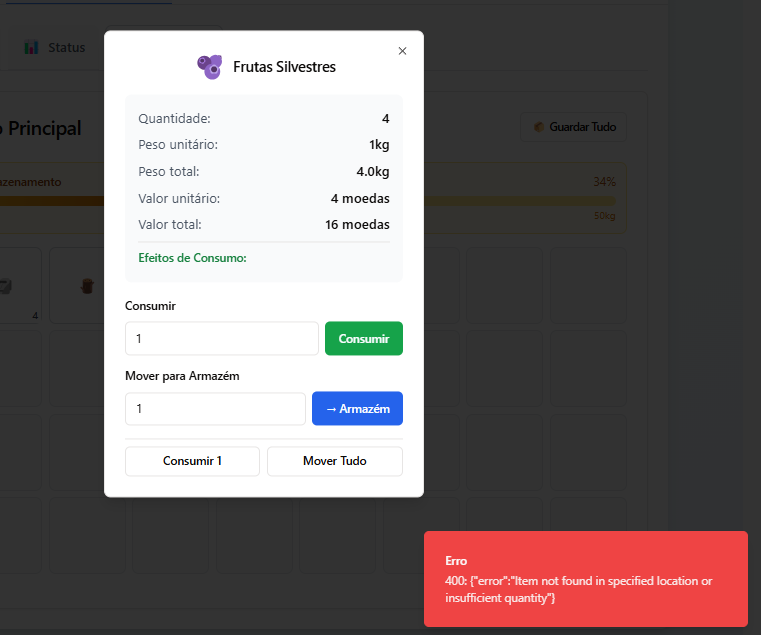 Status
Frutas Silvestres
o Principal
Guardar Tudo
Quantidade: 4
Peso unitário: 1kg
Peso total: 4.0kg
Valor unitário: 4 moedas
Valor total: 16 moedas
Efeitos de Consumo:
zenamento
34%
50kg
4
Consumir
1
Consumir
Mover para Armazém
1
→ Armazém
Consumir 1
Mover Tudo
Erro
400: {"error":"Item not found in specified location or
insufficient quantity"}